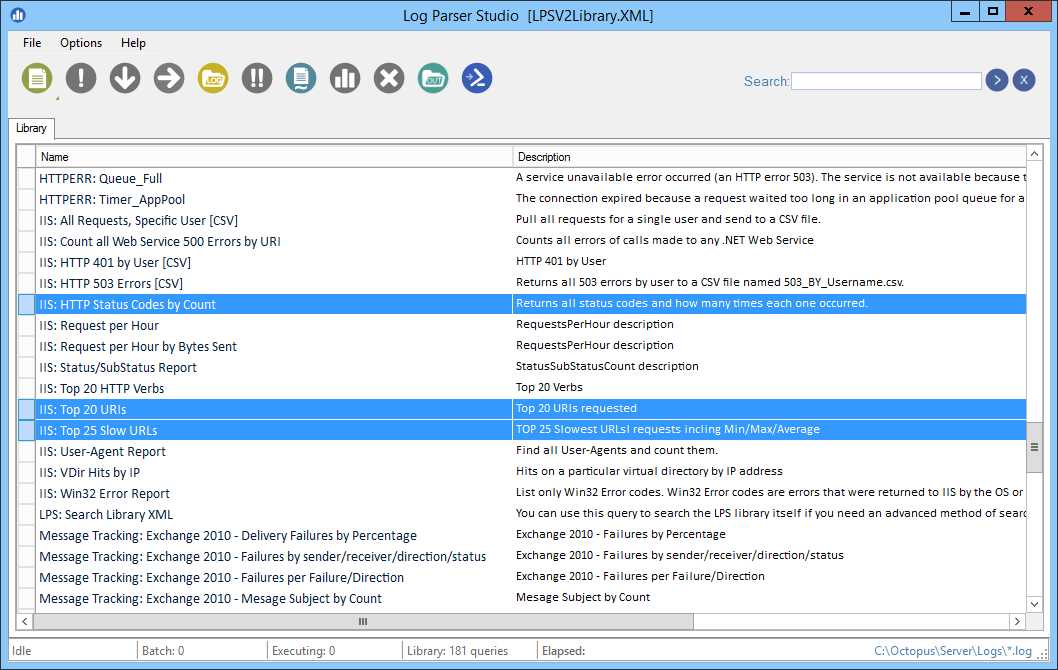 Log Parser Studio [LPSV2Library.XML]
File Options Help
LOG OUT
Search:
Library
Name Description
HTTPERR: Queue_Full A service unavailable error occurred (an HTTP error 503). The service is not available because t
HTTPERR: Timer_AppPool The connection expired because a request waited too long in an application pool queue for a
IIS: All Requests, Specific User [CSV] Pull all requests for a single user and send to a CSV file.
IIS: Count all Web Service 500 Errors by URI Counts all errors of calls made to any .NET Web Service
IIS: HTTP 401 by User [CSV] HTTP 401 by User
IIS: HTTP 503 Errors [CSV] Returns all 503 errors by user to a CSV file named 503_BY_Username.csv.
IIS: HTTP Status Codes by Count Returns all status codes and how many times each one occurred.
IIS: Request per Hour RequestsPerHour description
IIS: Request per Hour by Bytes Sent RequestsPerHour description
IIS: Status/SubStatus Report StatusSubStatusCount description
IIS: Top 20 HTTP Verbs Top 20 Verbs
IIS: Top 20 URIs Top 20 URIs requested
IIS: Top 25 Slow URLs TOP 25 Slowest URLsl requests incling Min/Max/Average
IIS: User-Agent Report Find all User-Agents and count them.
IIS: VDir Hits by IP Hits on a particular virtual directory by IP address
IIS: Win32 Error Report List only Win32 Error codes. Win32 Error codes are errors that were returned to IIS by the OS or
LPS: Search Library XML You can use this query to search the LPS library itself if you need an advanced method of searc
Message Tracking: Exchange 2010 - Delivery Failures by Percentage Exchange 2010 - Failures by Percentage
Message Tracking: Exchange 2010 - Failures by sender/receiver/direction/status Exchange 2010 - Failures by sender/receiver/direction/status
Message Tracking: Exchange 2010 - Failures per Failure/Direction Exchange 2010 - Failures per Failure/Direction
Message Tracking: Exchange 2010 - Mesage Subject by Count Mesage Subject by Count
Idle Batch: 0 Executing: 0 Library: 181 queries Elapsed: C:\Octopus\Server\Logs\*.log